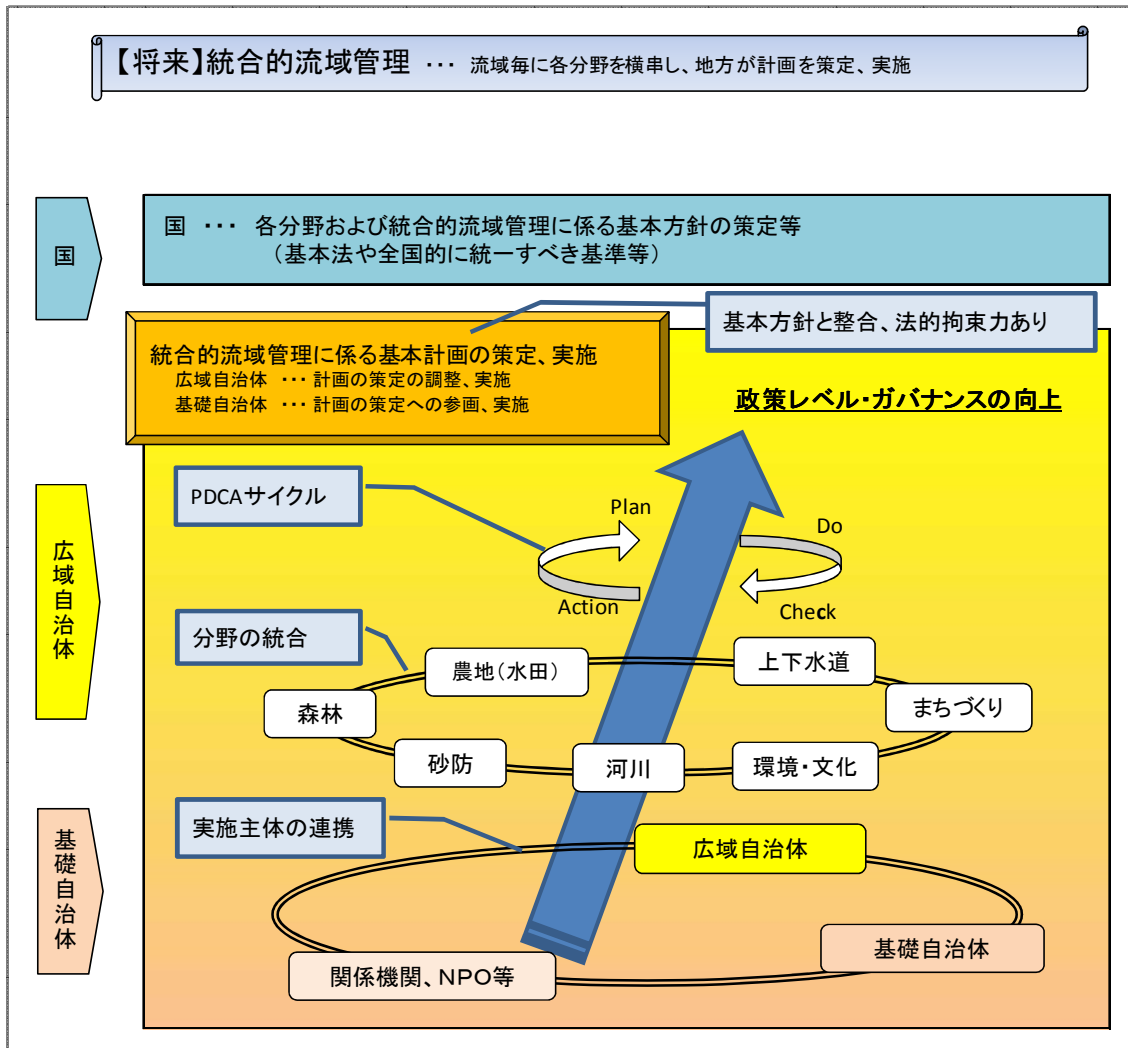 【将来】統合的流域管理 ･･･ 流域毎に各分野を横串し、地方が計画を策定、実施
国
国 ･･･ 各分野および統合的流域管理に係る基本方針の策定等
（基本法や全国的に統一すべき基準等）
基本方針と整合、法的拘束力あり
統合的流域管理に係る基本計画の策定、実施
広域自治体 ･･･ 計画の策定の調整、実施
基礎自治体 ･･･ 計画の策定への参画、実施
政策レベル・ガバナンスの向上
広域自治体
PDCAサイクル
Plan
Do
Action
Check
分野の統合
農地（水田）
上下水道
森林
まちづくり
砂防
河川
環境・文化
基礎自治体
実施主体の連携
広域自治体
基礎自治体
関係機関、ＮＰＯ等